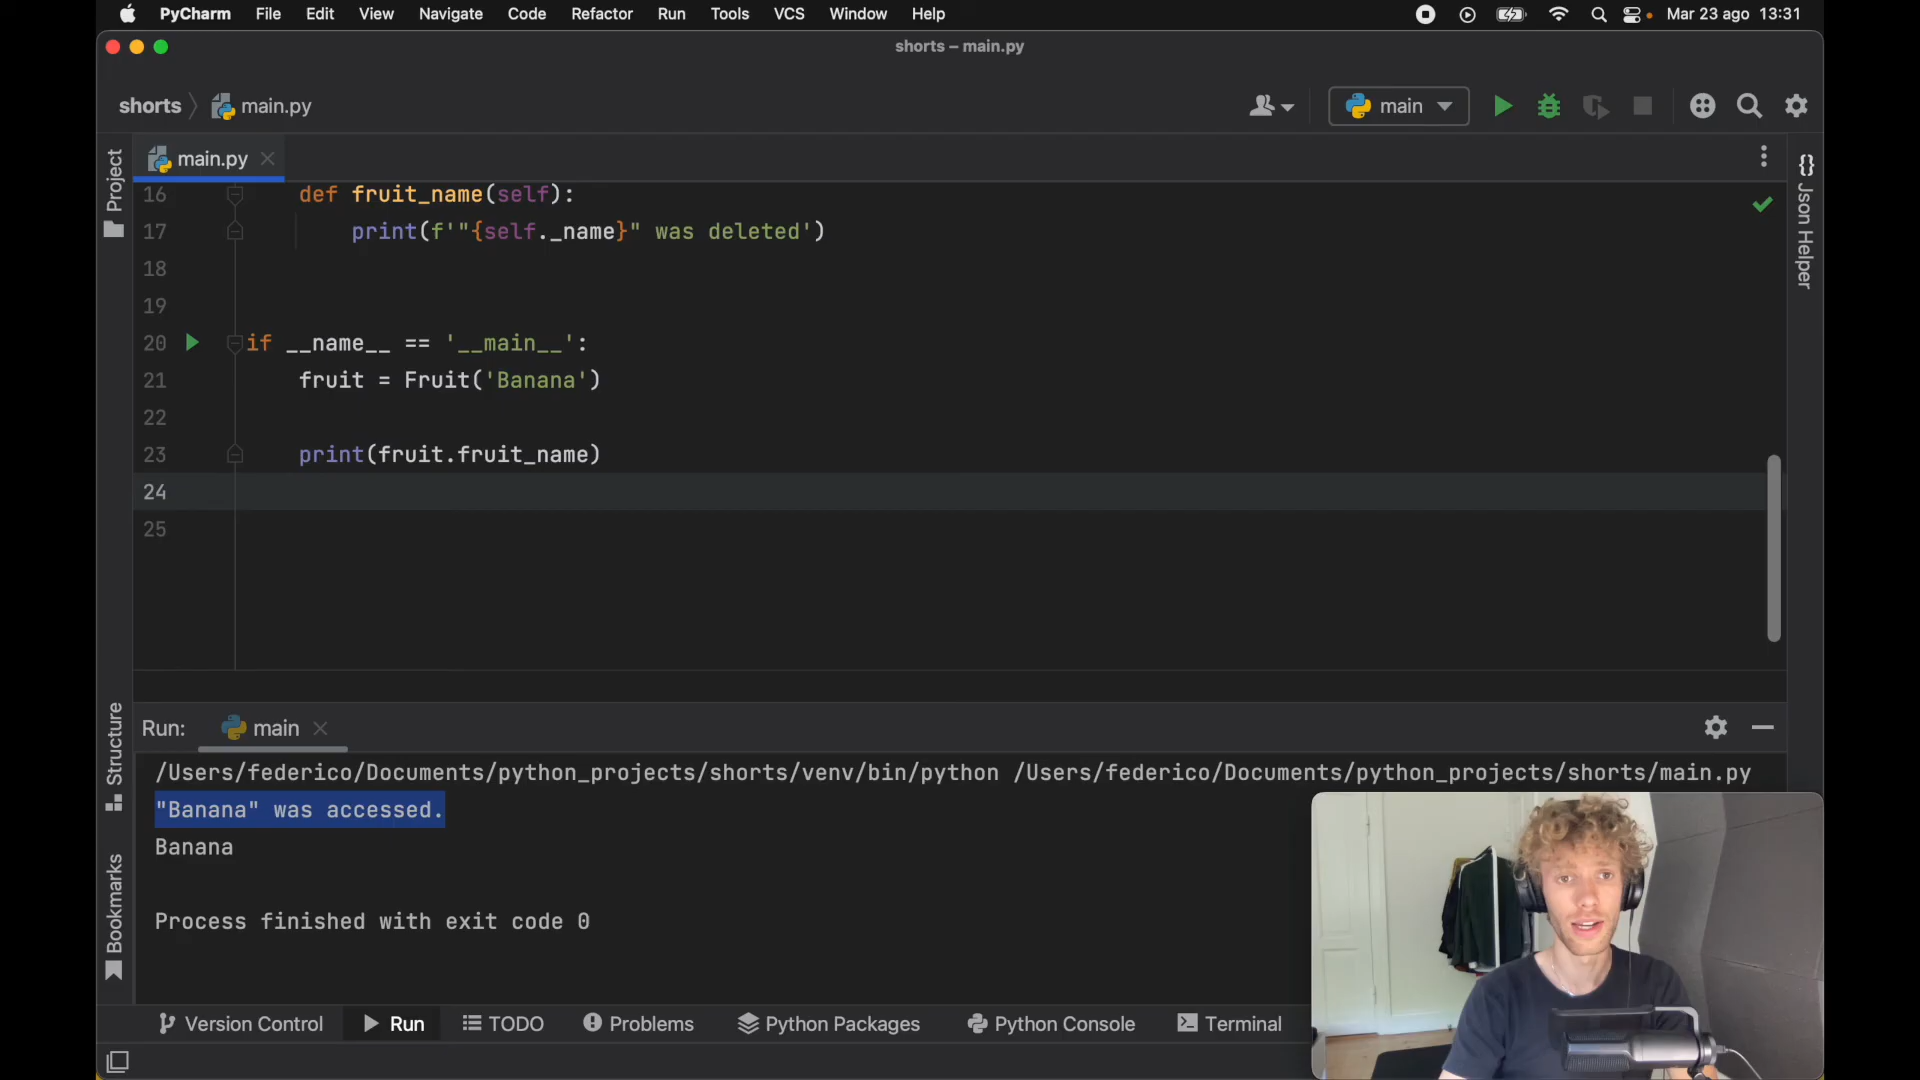 PyCharm File Edit View Navigate Code Refactor Run Tools VCS Window Help Mar 23 ago 13:31
shorts – main.py
shorts main.py main
Project
main.py
Json Helper
16 def fruit_name(self):
17 print(f'"{self._name}" was deleted')
18
19
20 if __name__ == '__main__':
21 fruit = Fruit('Banana')
22
23 print(fruit.fruit_name)
24
25
Structure
Bookmarks
Run: main
/Users/federico/Documents/python_projects/shorts/venv/bin/python /Users/federico/Documents/python_projects/shorts/main.py
"Banana" was accessed.
Banana
Process finished with exit code 0
Version Control Run TODO Problems Python Packages Python Console Terminal